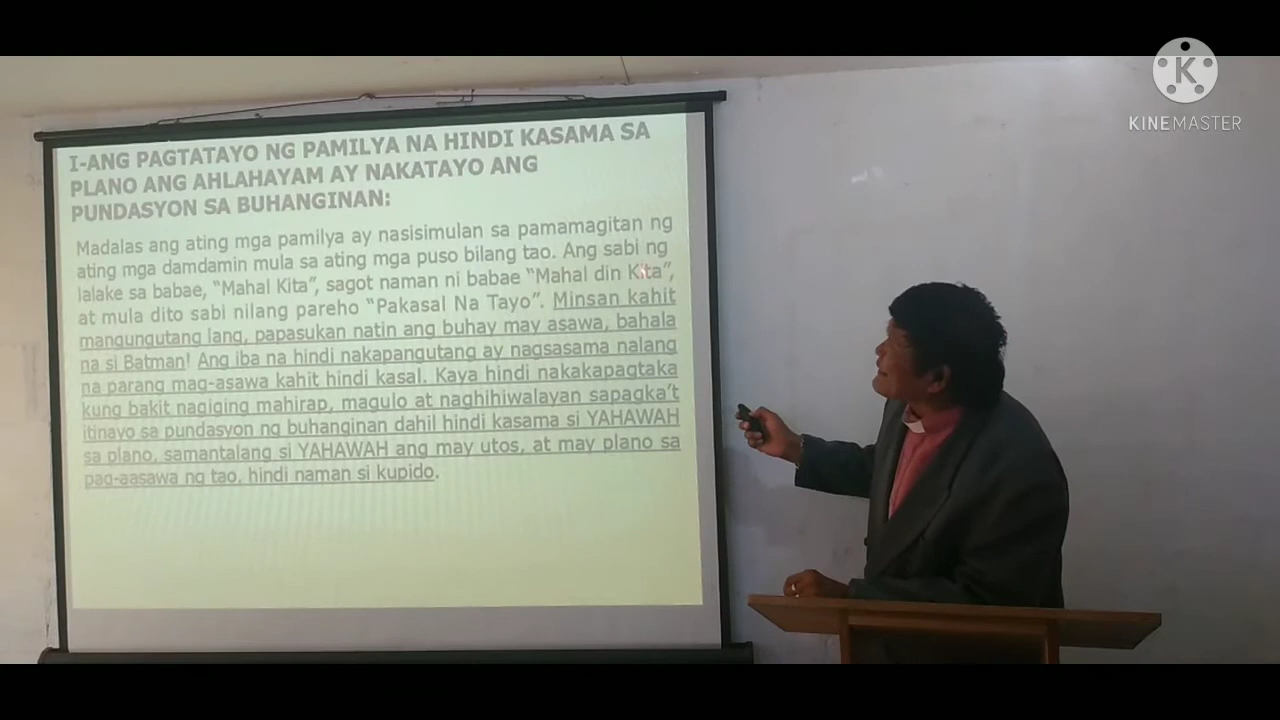 I-ANG PAGTATAYO NG PAMILYA NA HINDI KASAMA SA
PLANO ANG AHLAHAYAM AY NAKATAYO ANG
PUNDASYON SA BUHANGINAN:
Madalas ang ating mga pamilya ay nasisimulan sa pamamagitan ng
ating mga damdamin mula sa ating mga puso bilang tao. Ang sabi ng
lalake sa babae, “Mahal Kita”, sagot naman ni babae “Mahal din Kita”,
at mula dito sabi nilang pareho “Pakasal Na Tayo”. Minsan kahit
mangungutang lang, papasukan natin ang buhay may asawa, bahala
na si Batman! Ang iba na hindi nakapangutang ay nagsasama nalang
na parang mag-asawa kahit hindi kasal. Kaya hindi nakakapagtaka
kung bakit nagiging mahirap, magulo at naghihiwalayan sapagka’t
itinayo sa pundasyon ng buhanginan dahil hindi kasama si YAHAWAH
sa plano, samantalang si YAHAWAH ang may utos, at may plano sa
pag-aasawa ng tao, hindi naman si kupido.
K
KINEMASTER